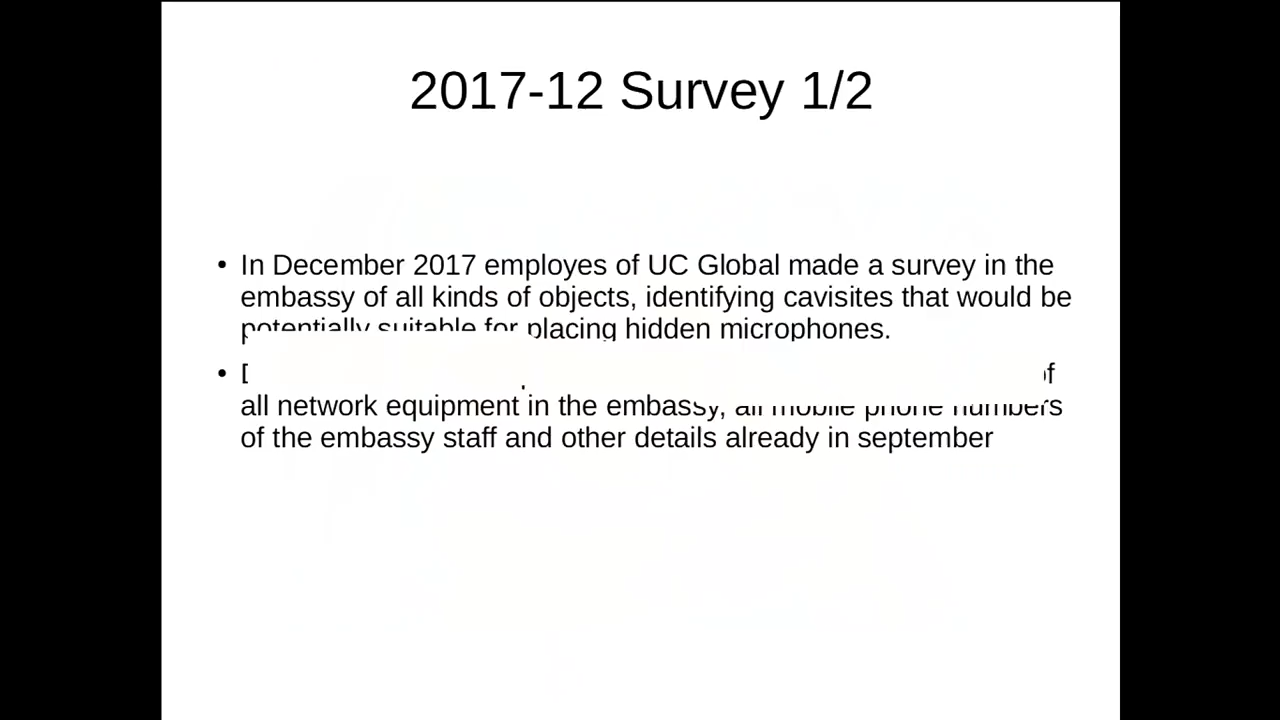 2017-12 Survey 1/2
• In December 2017 employes of UC Global made a survey in the
embassy of all kinds of objects, identifying cavisites that would be
potentially suitable for placing hidden microphones.
• of
all network equipment in the embassy, all mobile phone numbers
of the embassy staff and other details already in september